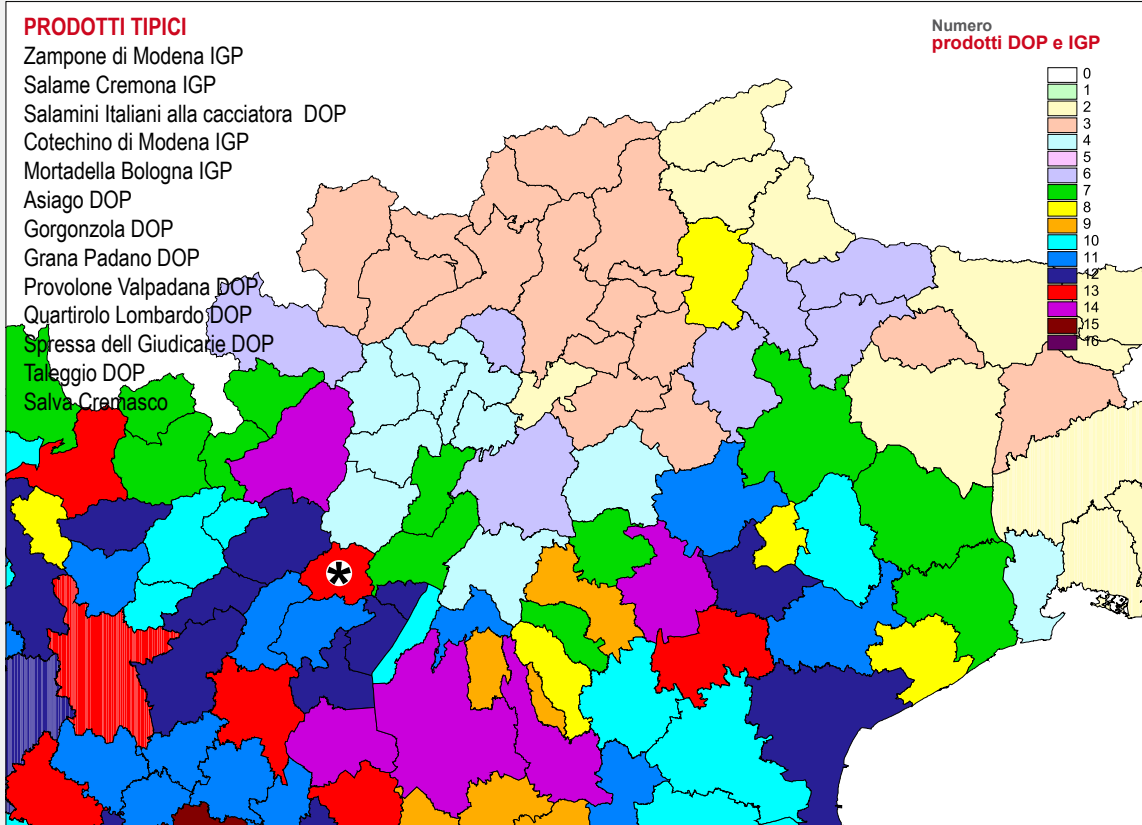 PRODOTTI TIPICI
Zampone di Modena IGP
Salame Cremona IGP
Salamini Italiani alla cacciatora DOP
Cotechino di Modena IGP
Mortadella Bologna IGP
Asiago DOP
Gorgonzola DOP
Grana Padano DOP
Provolone Valpadana DOP
Quartirolo Lombardo DOP
Spressa dell Giudicarie DOP
Taleggio DOP
Salva Cremasco
Numero
prodotti DOP e IGP
0
1
2
3
4
5
6
7
8
9
10
11
12
13
14
15
16
*